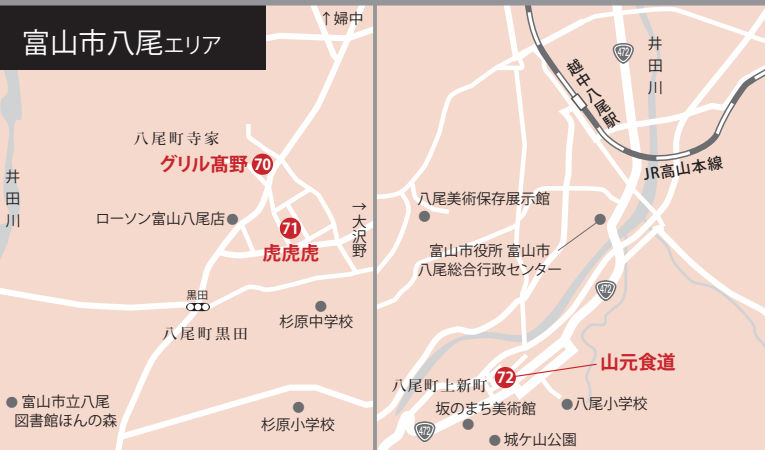 富山市八尾エリア
↑婦中
八尾町寺家
グリル髙野 70
井田川
ローソン富山八尾店
71
虎虎虎
→大沢野
黒田
八尾町黒田
杉原中学校
富山市立八尾
図書館ほんの森
杉原小学校
472
井田川
越中八尾駅
JR高山本線
八尾美術保存展示館
富山市役所 富山市
八尾総合行政センター
472
山元食道
八尾町上新町 72
坂のまち美術館
八尾小学校
472
城ケ山公園